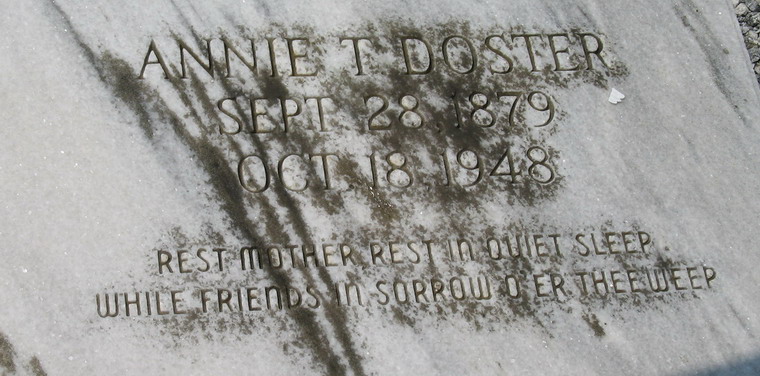 ANNIE T DOSTER
SEPT 28, 1879
OCT 18, 1948
REST MOTHER REST IN QUIET SLEEP
WHILE FRIENDS IN SORROW O ER THEE WEEP